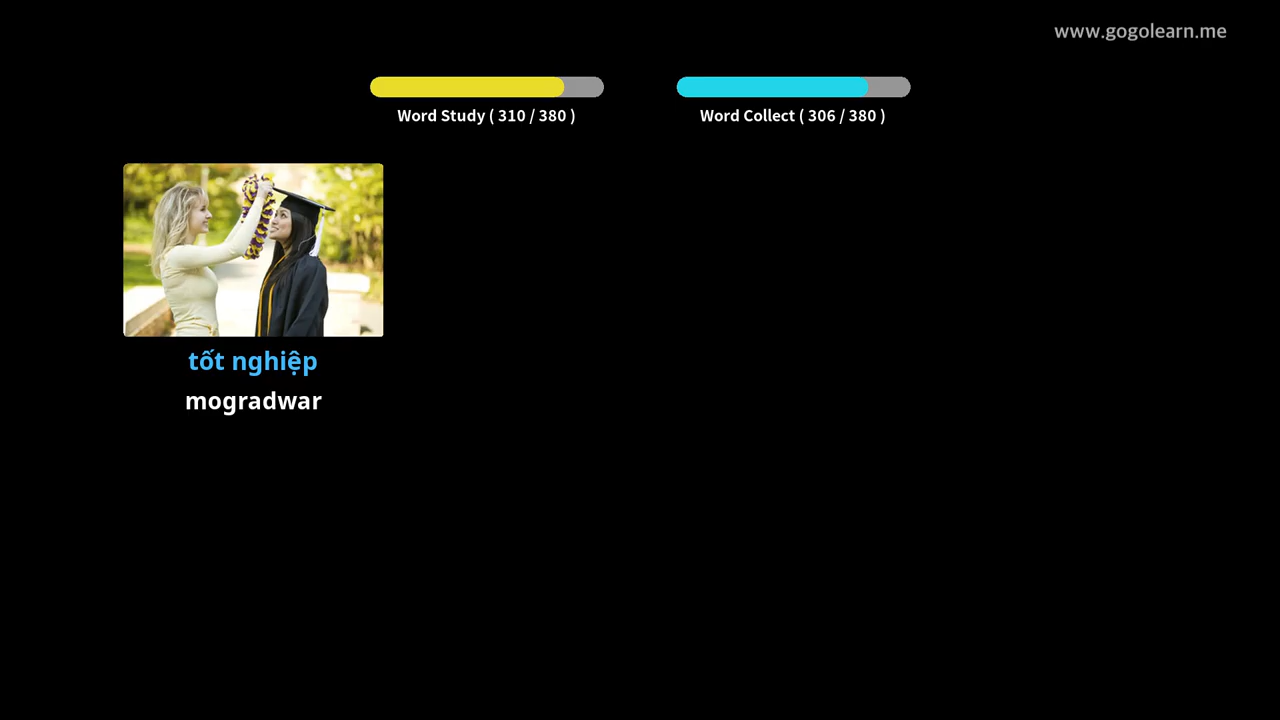 www.gogolearn.me
Word Study ( 310 / 380 )
Word Collect ( 306 / 380 )
tốt nghiệp
mogradwar